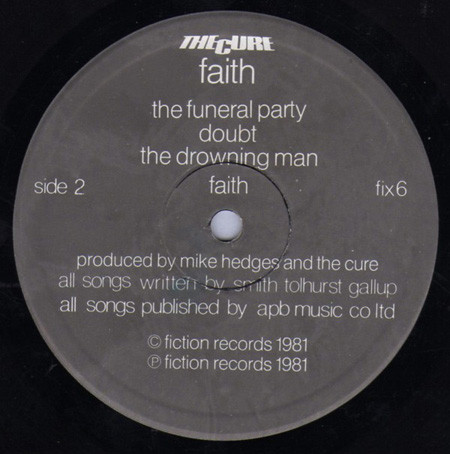 THE CURE
faith
the funeral party
doubt
the drowning man
side 2 faith fix 6
produced by mike hedges and the cure
all songs written by smith tolhurst gallup
all songs published by apb music co ltd
© fiction records 1981
℗ fiction records 1981